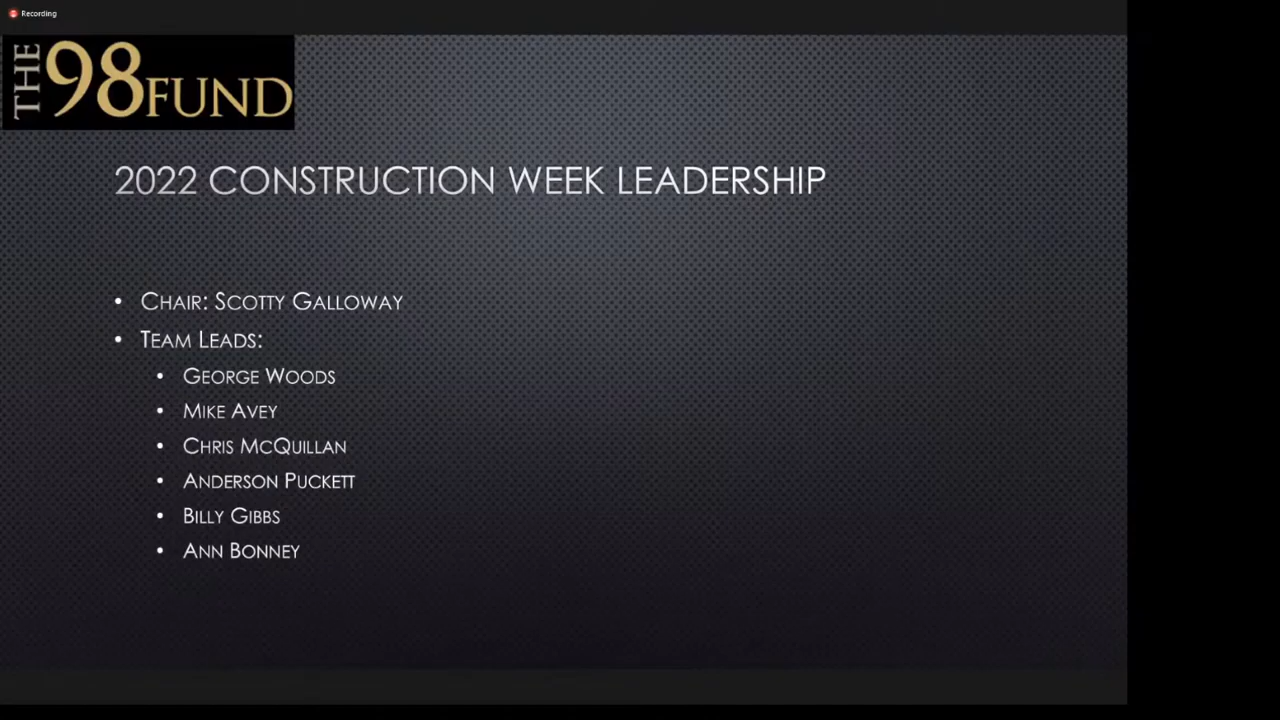 Recording
THE 98 FUND
2022 CONSTRUCTION WEEK LEADERSHIP
• CHAIR: SCOTTY GALLOWAY
• TEAM LEADS:
• GEORGE WOODS
• MIKE AVEY
• CHRIS MCQUILLAN
• ANDERSON PUCKETT
• BILLY GIBBS
• ANN BONNEY